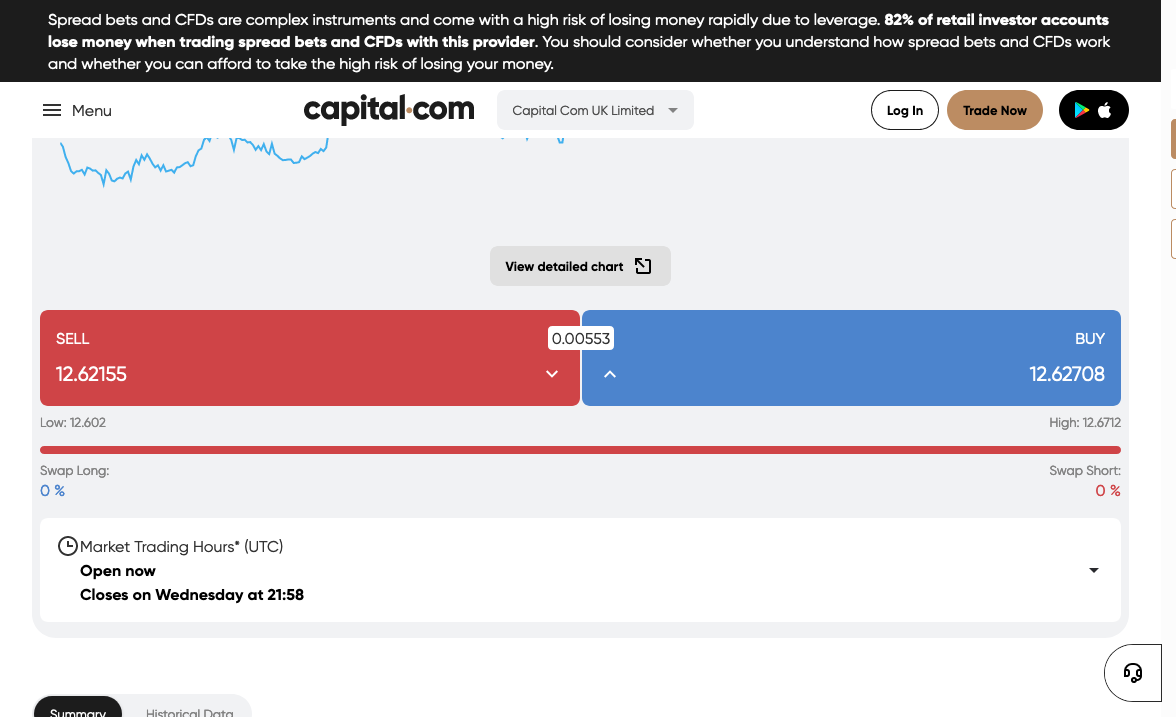 Spread bets and CFDs are complex instruments and come with a high risk of losing money rapidly due to leverage. 82% of retail investor accounts
lose money when trading spread bets and CFDs with this provider. You should consider whether you understand how spread bets and CFDs work
and whether you can afford to take the high risk of losing your money.
Menu
capital.com
Capital Com UK Limited
Log In
Trade Now
View detailed chart
SELL
0.00553
BUY
12.62155
12.62708
Low: 12.602
High: 12.6712
Swap Long:
Swap Short:
0 %
0 %
Market Trading Hours* (UTC)
Open now
Closes on Wednesday at 21:58
Summary
Historical Data